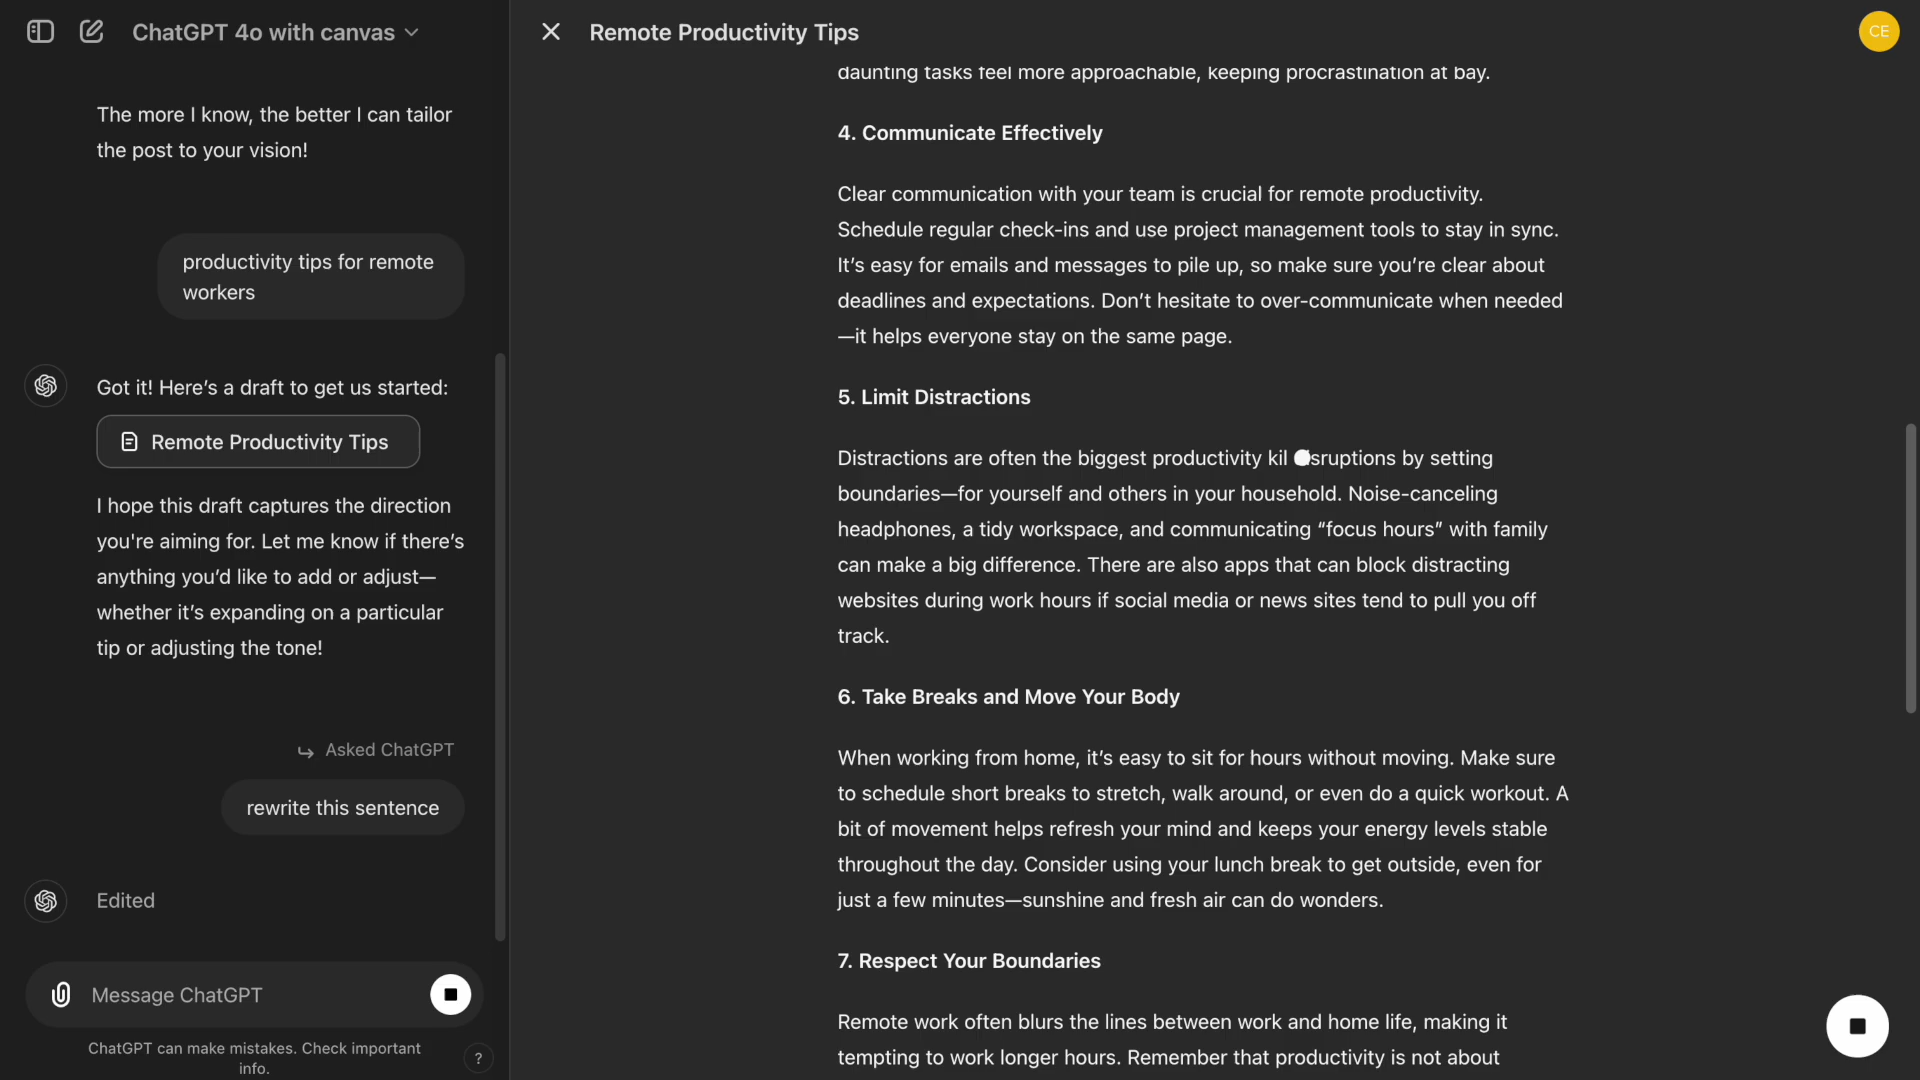 ChatGPT 4o with canvas
The more I know, the better I can tailor
the post to your vision!
productivity tips for remote
workers
Got it! Here’s a draft to get us started:
Remote Productivity Tips
I hope this draft captures the direction
you're aiming for. Let me know if there’s
anything you’d like to add or adjust—
whether it’s expanding on a particular
tip or adjusting the tone!
Asked ChatGPT
rewrite this sentence
Edited
Message ChatGPT
ChatGPT can make mistakes. Check important
info.
?
Remote Productivity Tips
CE
daunting tasks feel more approachable, keeping procrastination at bay.
4. Communicate Effectively
Clear communication with your team is crucial for remote productivity.
Schedule regular check-ins and use project management tools to stay in sync.
It’s easy for emails and messages to pile up, so make sure you’re clear about
deadlines and expectations. Don’t hesitate to over-communicate when needed
—it helps everyone stay on the same page.
5. Limit Distractions
Distractions are often the biggest productivity kil sruptions by setting
boundaries—for yourself and others in your household. Noise-canceling
headphones, a tidy workspace, and communicating “focus hours” with family
can make a big difference. There are also apps that can block distracting
websites during work hours if social media or news sites tend to pull you off
track.
6. Take Breaks and Move Your Body
When working from home, it’s easy to sit for hours without moving. Make sure
to schedule short breaks to stretch, walk around, or even do a quick workout. A
bit of movement helps refresh your mind and keeps your energy levels stable
throughout the day. Consider using your lunch break to get outside, even for
just a few minutes—sunshine and fresh air can do wonders.
7. Respect Your Boundaries
Remote work often blurs the lines between work and home life, making it
tempting to work longer hours. Remember that productivity is not about